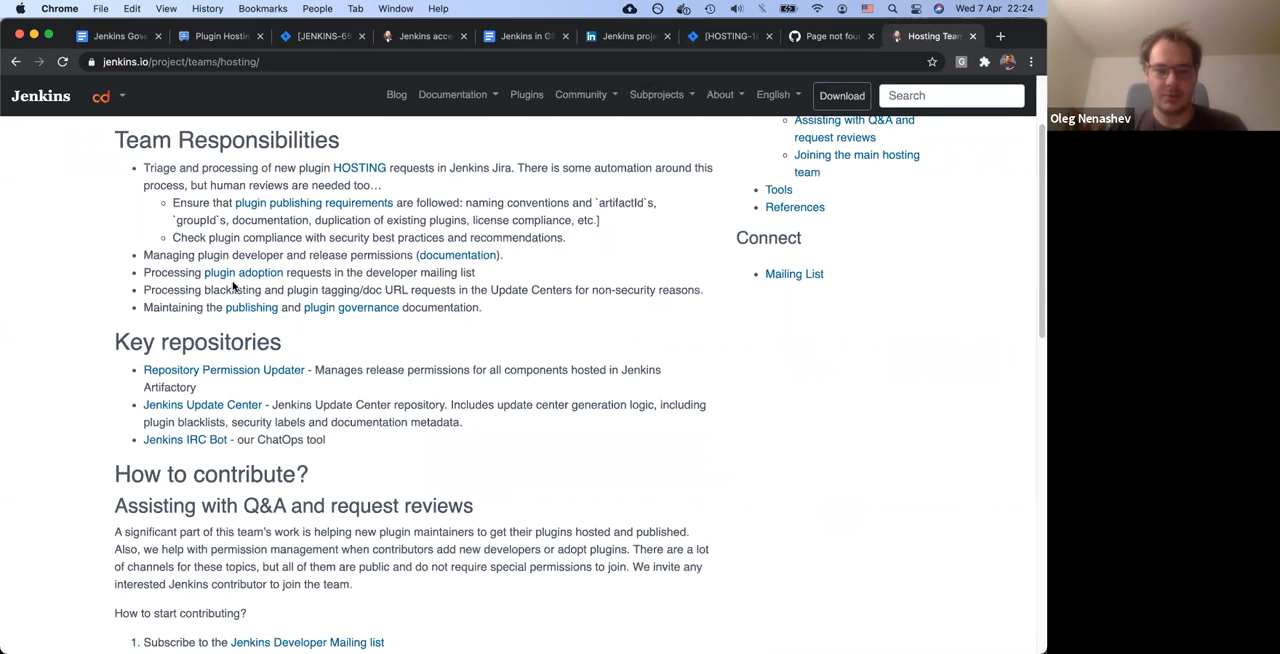 Chrome File Edit View History Bookmarks People Tab Window Help Wed 7 Apr 22:24
Jenkins Gov Plugin Hostin [JENKINS-6 Jenkins acce Jenkins in G Jenkins proj [HOSTING-1 Page not fou Hosting Team
jenkins.io/project/teams/hosting/
Jenkins cd Blog Documentation Plugins Community Subprojects About English Download Search
Oleg Nenashev
Team Responsibilities
Triage and processing of new plugin HOSTING requests in Jenkins Jira. There is some automation around this
process, but human reviews are needed too…
Ensure that plugin publishing requirements are followed: naming conventions and `artifactId`s,
`groupId`s, documentation, duplication of existing plugins, license compliance, etc.]
Check plugin compliance with security best practices and recommendations.
Managing plugin developer and release permissions (documentation).
Processing plugin adoption requests in the developer mailing list
Processing blacklisting and plugin tagging/doc URL requests in the Update Centers for non-security reasons.
Maintaining the publishing and plugin governance documentation.
Key repositories
Repository Permission Updater - Manages release permissions for all components hosted in Jenkins
Artifactory
Jenkins Update Center - Jenkins Update Center repository. Includes update center generation logic, including
plugin blacklists, security labels and documentation metadata.
Jenkins IRC Bot - our ChatOps tool
How to contribute?
Assisting with Q&A and request reviews
A significant part of this team's work is helping new plugin maintainers to get their plugins hosted and published.
Also, we help with permission management when contributors add new developers or adopt plugins. There are a lot
of channels for these topics, but all of them are public and do not require special permissions to join. We invite any
interested Jenkins contributor to join the team.
How to start contributing?
1. Subscribe to the Jenkins Developer Mailing list
Assisting with Q&A and
request reviews
Joining the main hosting
team
Tools
References
Connect
Mailing List